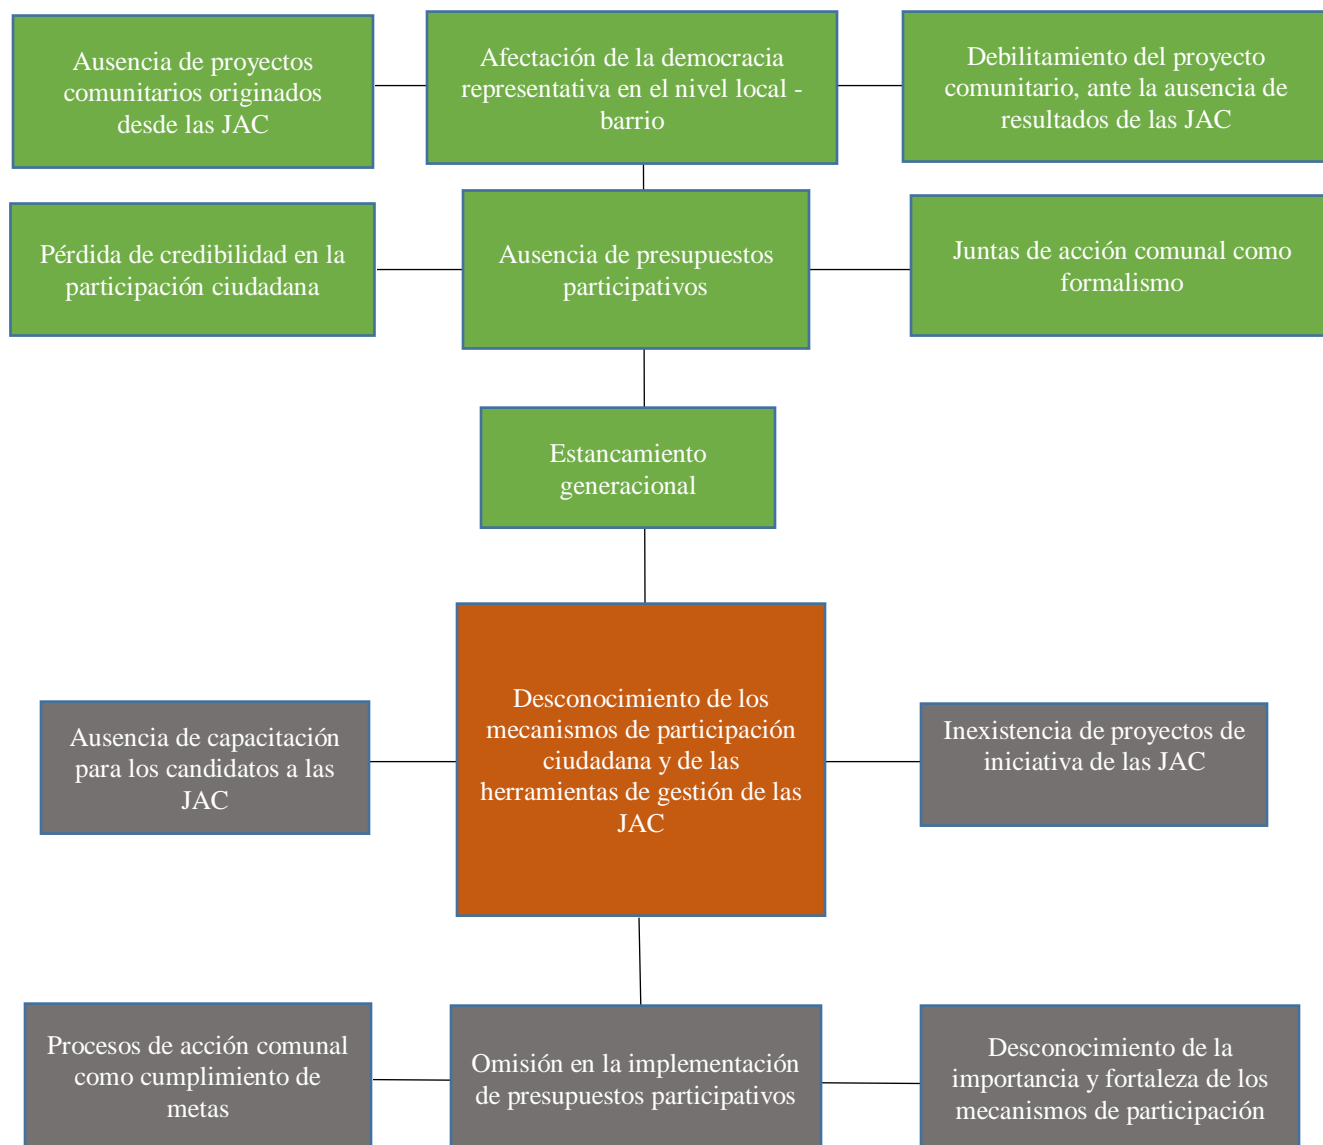 Ausencia de proyectos
comunitarios originados
desde las JAC
Afectación de la democracia
representativa en el nivel local -
barrio
Debilitamiento del proyecto
comunitario, ante la ausencia de
resultados de las JAC
Pérdida de credibilidad en la
participación ciudadana
Ausencia de presupuestos
participativos
Juntas de acción comunal como
formalismo
Estancamiento
generacional
Desconocimiento de los
mecanismos de participación
ciudadana y de las
herramientas de gestión de las
JAC
Ausencia de capacitación
para los candidatos a las
JAC
Inexistencia de proyectos de
iniciativa de las JAC
Procesos de acción comunal
como cumplimiento de
metas
Omisión en la implementación
de presupuestos participativos
Desconocimiento de la
importancia y fortaleza de los
mecanismos de participación